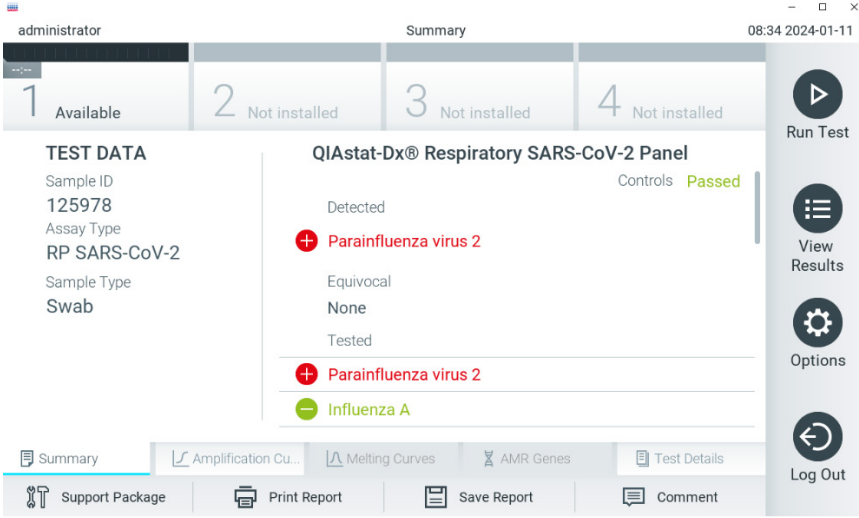 administrator
Summary
08:34 2024-01-11
--:--
1 Available
2 Not installed
3 Not installed
4 Not installed
Run Test
View
Results
Options
Log Out
TEST DATA
Sample ID
125978
Assay Type
RP SARS-CoV-2
Sample Type
Swab
QIAstat-Dx® Respiratory SARS-CoV-2 Panel
Controls Passed
Detected
Parainfluenza virus 2
Equivocal
None
Tested
Parainfluenza virus 2
Influenza A
Summary
Amplification Cu...
Melting Curves
AMR Genes
Test Details
Support Package
Print Report
Save Report
Comment